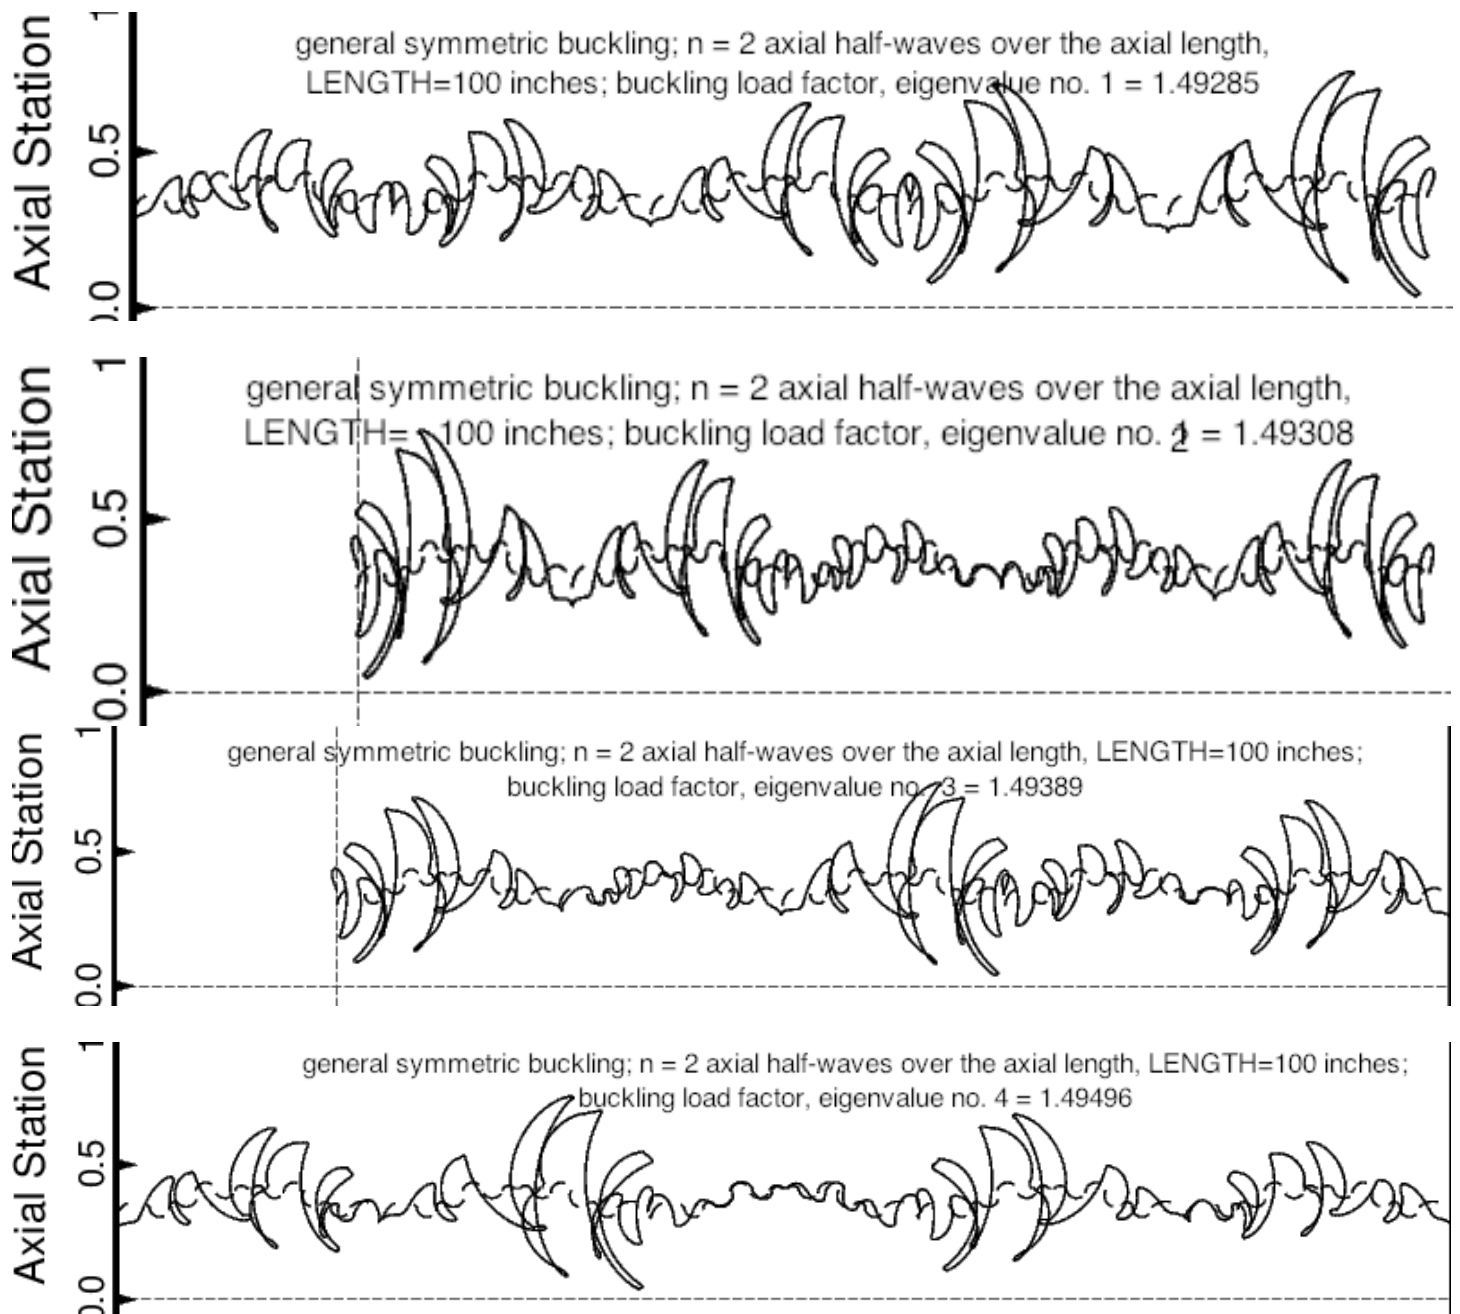 Axial Station
1
0.5
0.0
general symmetric buckling; n = 2 axial half-waves over the axial length,
LENGTH=100 inches; buckling load factor, eigenvalue no. 1 = 1.49285
Axial Station
1
0.5
0.0
general symmetric buckling; n = 2 axial half-waves over the axial length,
LENGTH= 100 inches; buckling load factor, eigenvalue no. 2 = 1.49308
Axial Station
1
0.5
0.0
general symmetric buckling; n = 2 axial half-waves over the axial length, LENGTH=100 inches;
buckling load factor, eigenvalue no. 3 = 1.49389
Axial Station
1
0.5
0.0
general symmetric buckling; n = 2 axial half-waves over the axial length, LENGTH=100 inches;
buckling load factor, eigenvalue no. 4 = 1.49496